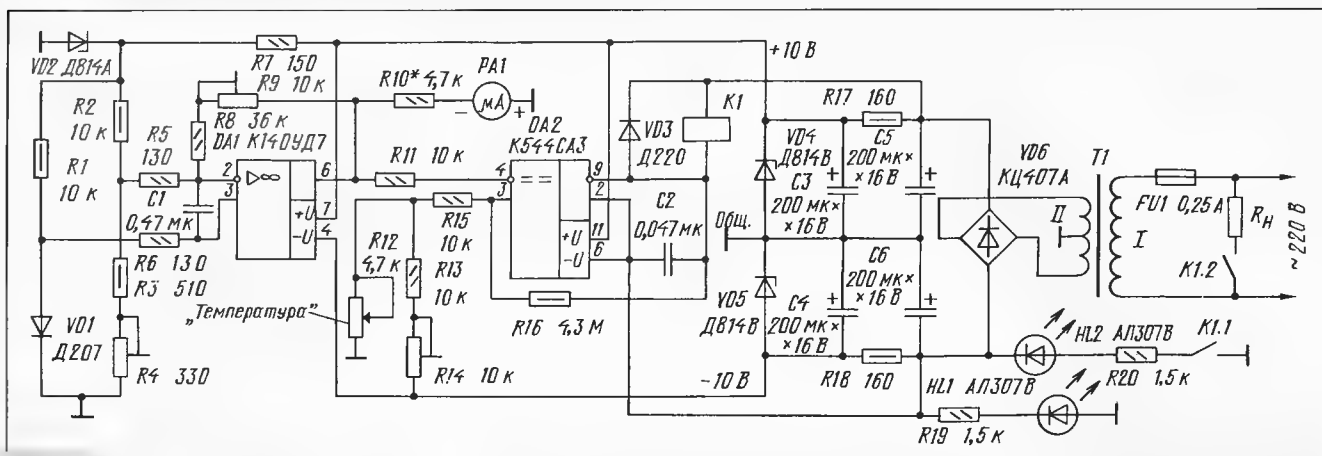 VD2 Д814А
R7 150
R9 10 к
R10* 4,7 к
PA1
мА
- +
+10 В
R17 160
K1
VD3
Д220
VD4
Д814В
C3
200 мк×
×16 В
C5
200 мк×
×16 В
VD6
КЦ407А
T1
II
I
FU1 0,25 А
Rн
K1.2
~220 В
R2
10 к
R1
10 к
R5
130
R8 36 к
DA1 К140УД7
2
3
▷∞
6
+U 7
-U 4
C1
0,47 мк
R11 10 к
DA2
К544СА3
4
3
==
9
2
11
+U
-U 6
R15
10 к
C2
0,047 мк
Общ.
R6 130
R3 510
R12
4,7 к
R13
10 к
„Температура"
R16 4,3 М
VD5
Д814В
C4
200 мк×
×16 В
C6
200 мк×
×16 В
VD1
Д207
R4 330
R14 10 к
-10 В
R18 160
HL1 АЛ307В
HL2 АЛ307В
K1.1
R20 1,5 к
R19 1,5 к